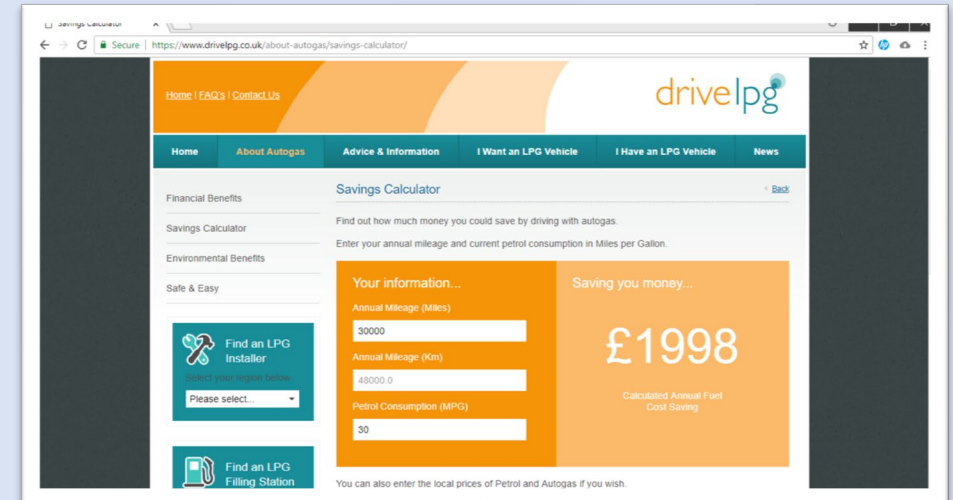 Savings Calculator
Secure | https://www.drivelpg.co.uk/about-autogas/savings-calculator/
Home | FAQ's | Contact Us
drivelpg
Home About Autogas Advice & Information I Want an LPG Vehicle I Have an LPG Vehicle News
Financial Benefits
Savings Calculator
Environmental Benefits
Safe & Easy
Find an LPG
Installer
Select your region below
Please select...
Find an LPG
Filling Station
Savings Calculator
Back
Find out how much money you could save by driving with autogas.
Enter your annual mileage and current petrol consumption in Miles per Gallon.
Your information...
Annual Mileage (Miles)
30000
Annual Mileage (Km)
48000.0
Petrol Consumption (MPG)
30
Saving you money...
£1998
Calculated Annual Fuel
Cost Saving
You can also enter the local prices of Petrol and Autogas if you wish.